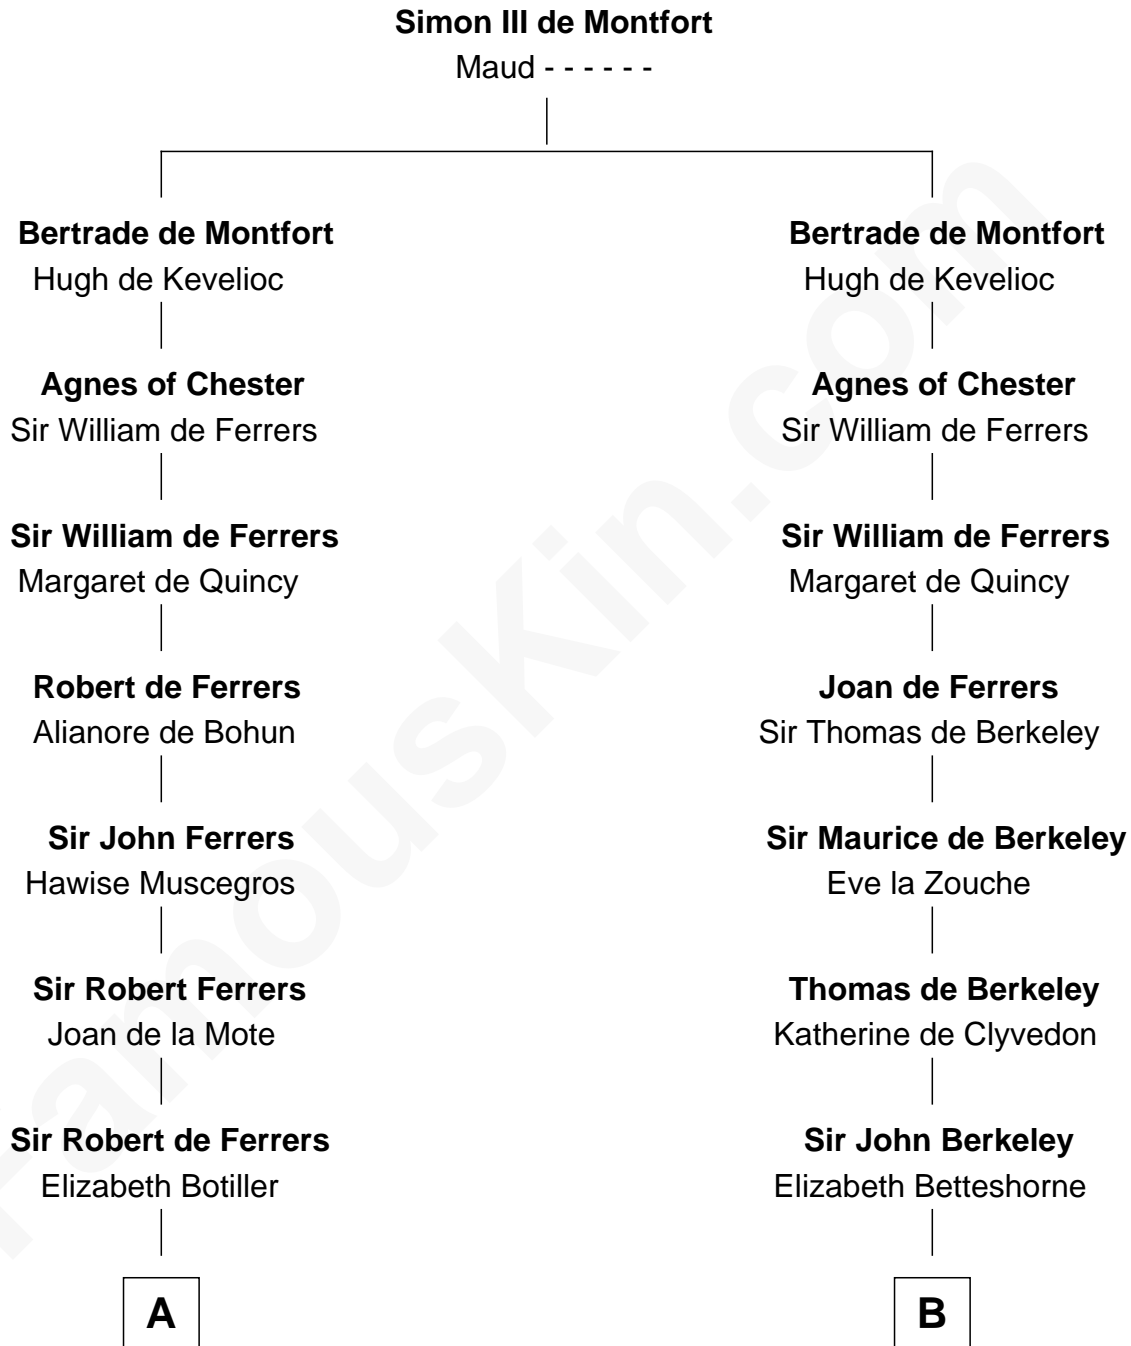 Simon III de Montfort
Maud - - - - - -
Bertrade de Montfort
Hugh de Kevelioc
Agnes of Chester
Sir William de Ferrers
Sir William de Ferrers
Margaret de Quincy
Robert de Ferrers
Alianore de Bohun
Sir John Ferrers
Hawise Muscegros
Sir Robert Ferrers
Joan de la Mote
Sir Robert de Ferrers
Elizabeth Botiller
A
Bertrade de Montfort
Hugh de Kevelioc
Agnes of Chester
Sir William de Ferrers
Sir William de Ferrers
Margaret de Quincy
Joan de Ferrers
Sir Thomas de Berkeley
Sir Maurice de Berkeley
Eve la Zouche
Thomas de Berkeley
Katherine de Clyvedon
Sir John Berkeley
Elizabeth Betteshorne
B
FamousKin.com